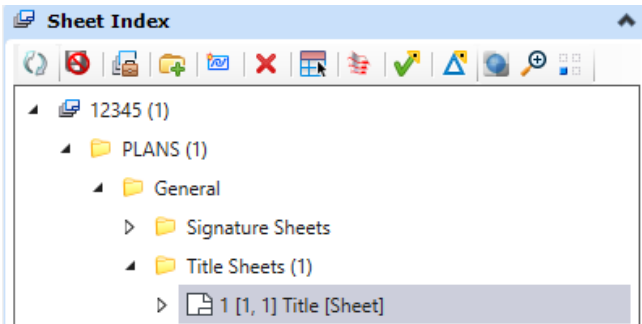 Sheet Index
12345 (1)
PLANS (1)
General
Signature Sheets
Title Sheets (1)
1 [1, 1] Title [Sheet]